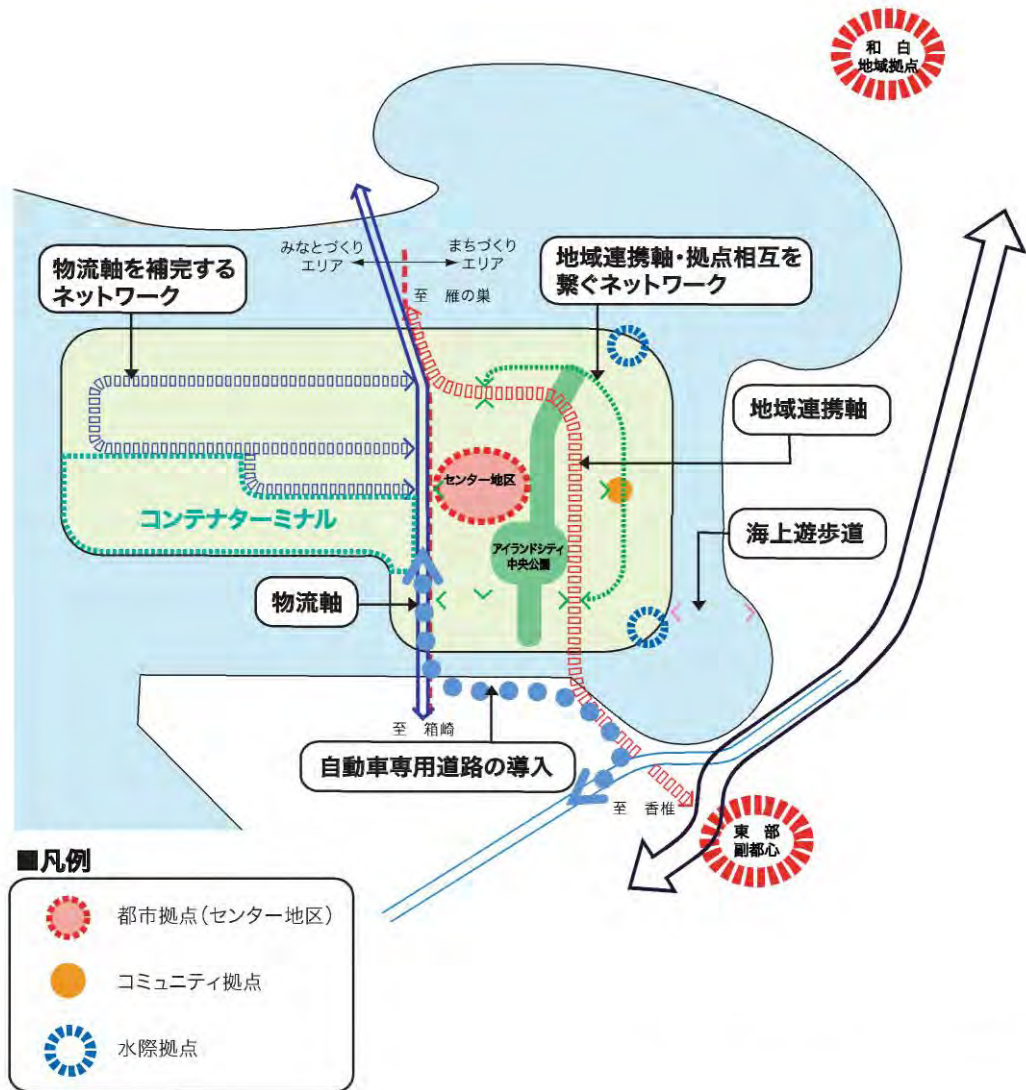 和　白
地域拠点
みなとづくり
エリア
まちづくり
エリア
物流軸を補完する
ネットワーク
地域連携軸・拠点相互を
繋ぐネットワーク
至　雁の巣
地域連携軸
センター地区
コンテナターミナル
海上遊歩道
アイランドシティ
中央公園
物流軸
至　箱崎
自動車専用道路の導入
至　香椎
東　部
副都心
■凡例
都市拠点（センター地区）
コミュニティ拠点
水際拠点